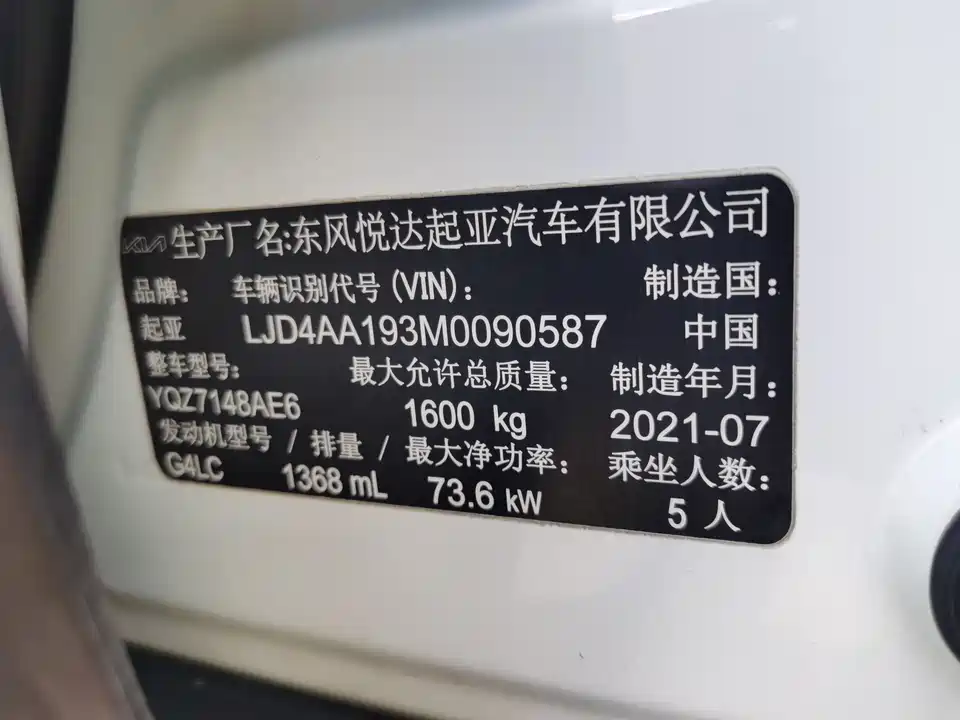 KIA 生产厂名:东风悦达起亚汽车有限公司
品牌: 车辆识别代号(VIN): 制造国:
起亚 LJD4AA193M0090587 中国
整车型号: 最大允许总质量: 制造年月:
YQZ7148AE6 1600 kg 2021-07
发动机型号 / 排量 / 最大净功率: 乘坐人数:
G4LC 1368 mL 73.6 kW 5 人